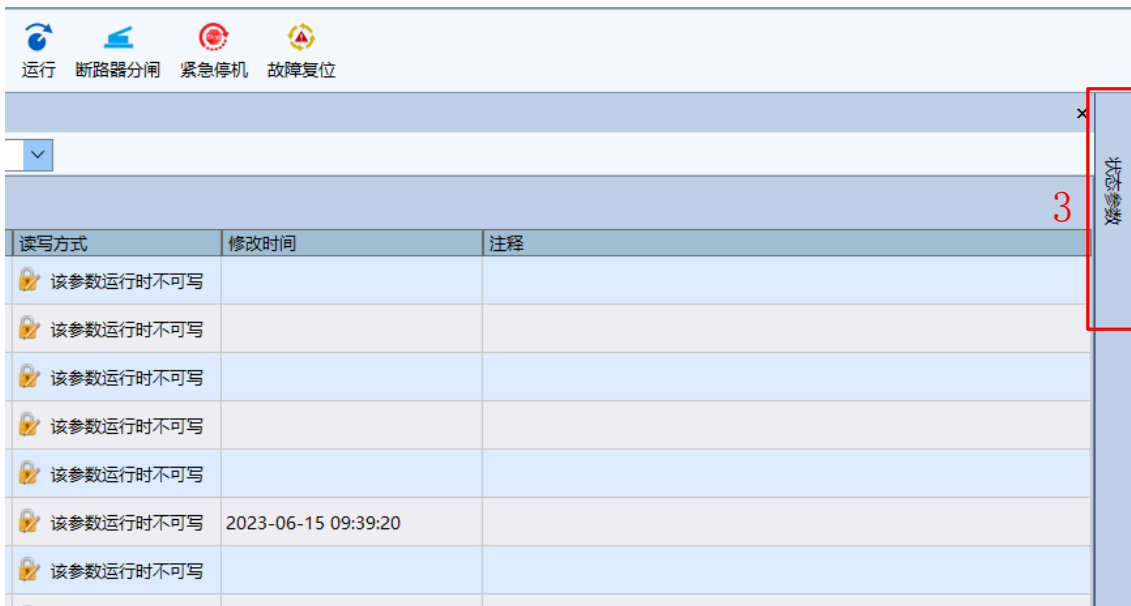 运行 断路器分闸 紧急停机 故障复位
状态参数
3
读写方式 修改时间 注释
该参数运行时不可写
该参数运行时不可写
该参数运行时不可写
该参数运行时不可写
该参数运行时不可写
该参数运行时不可写 2023-06-15 09:39:20
该参数运行时不可写